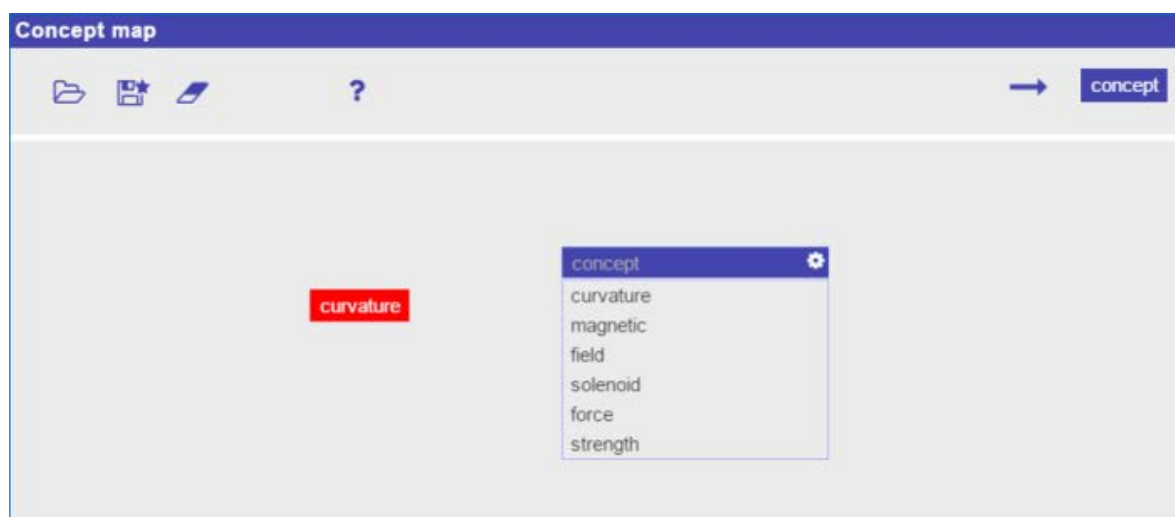 Concept map
?
concept
concept
curvature
curvature
magnetic
field
solenoid
force
strength